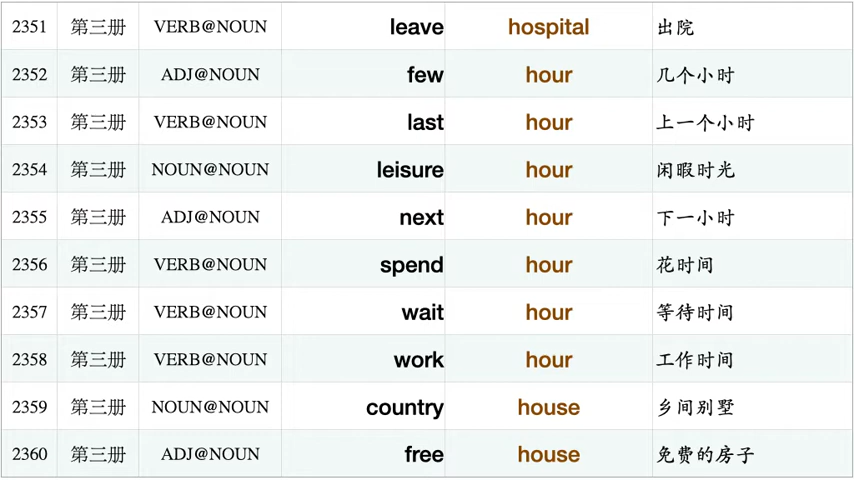 2351 第三册 VERB@NOUN leave hospital 出院
2352 第三册 ADJ@NOUN few hour 几个小时
2353 第三册 VERB@NOUN last hour 上一个小时
2354 第三册 NOUN@NOUN leisure hour 闲暇时光
2355 第三册 ADJ@NOUN next hour 下一小时
2356 第三册 VERB@NOUN spend hour 花时间
2357 第三册 VERB@NOUN wait hour 等待时间
2358 第三册 VERB@NOUN work hour 工作时间
2359 第三册 NOUN@NOUN country house 乡间别墅
2360 第三册 ADJ@NOUN free house 免费的房子